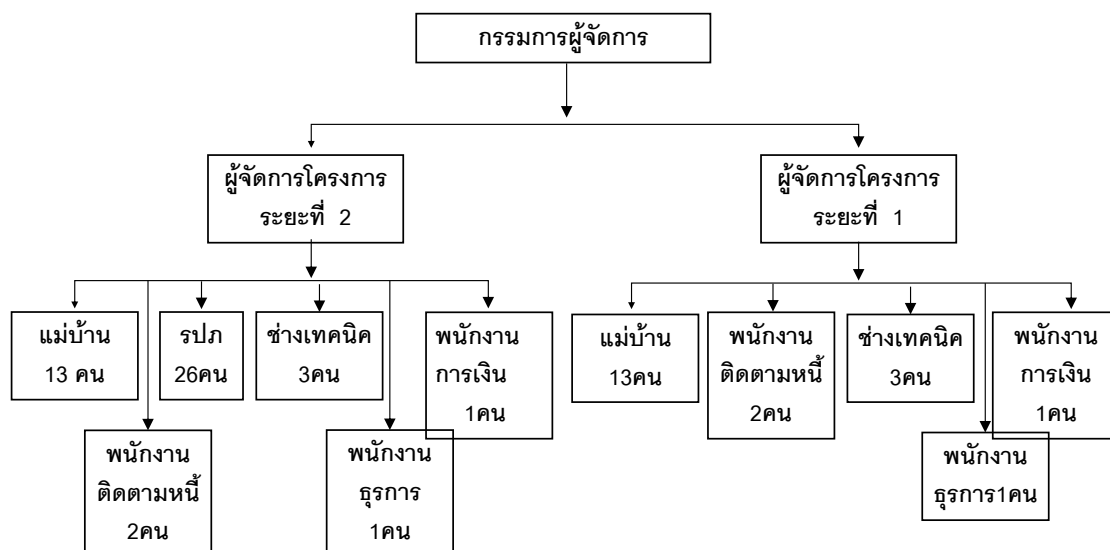 กรรมการผู้จัดการ
ผู้จัดการโครงการ
ระยะที่ 2
ผู้จัดการโครงการ
ระยะที่ 1
แม่บ้าน
13 คน
รปภ
26คน
ช่างเทคนิค
3คน
พนักงาน
การเงิน
1คน
พนักงาน
ติดตามหนี้
2คน
พนักงาน
ธุรการ
1คน
แม่บ้าน
13คน
พนักงาน
ติดตามหนี้
2คน
ช่างเทคนิค
3คน
พนักงาน
การเงิน
1คน
พนักงาน
ธุรการ1คน